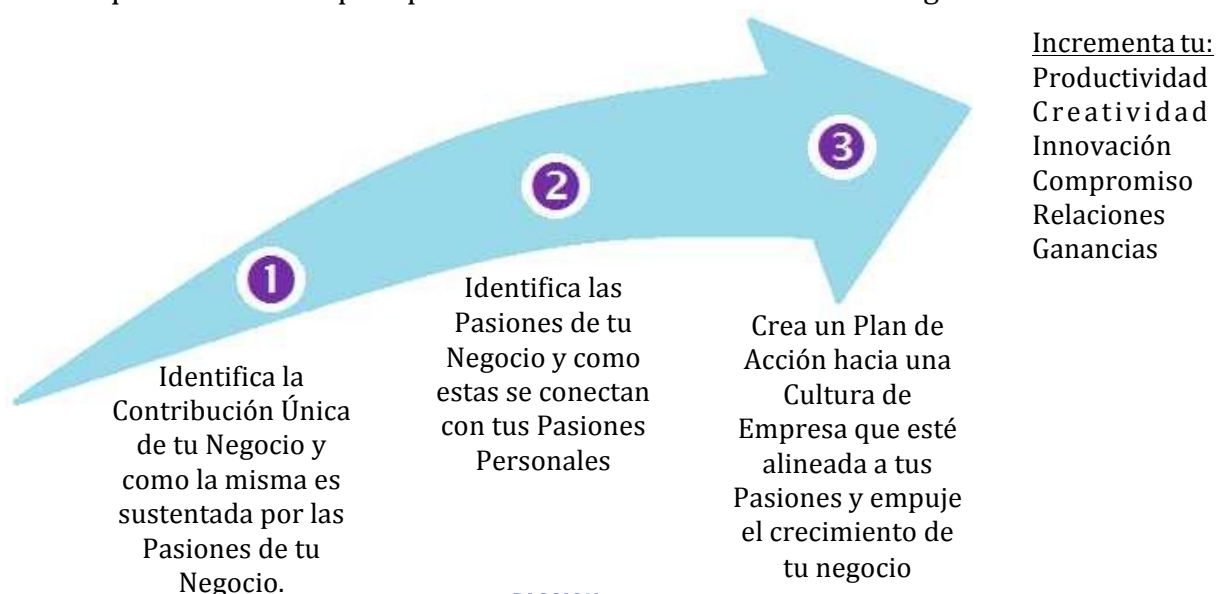 Incrementa tu:
Productividad
Creatividad
Innovación
Compromiso
Relaciones
Ganancias
1
Identifica la
Contribución Única
de tu Negocio y
como la misma es
sustentada por las
Pasiones de tu
Negocio.
2
Identifica las
Pasiones de tu
Negocio y como
estas se conectan
con tus Pasiones
Personales
3
Crea un Plan de
Acción hacia una
Cultura de
Empresa que esté
alineada a tus
Pasiones y empuje
el crecimiento de
tu negocio